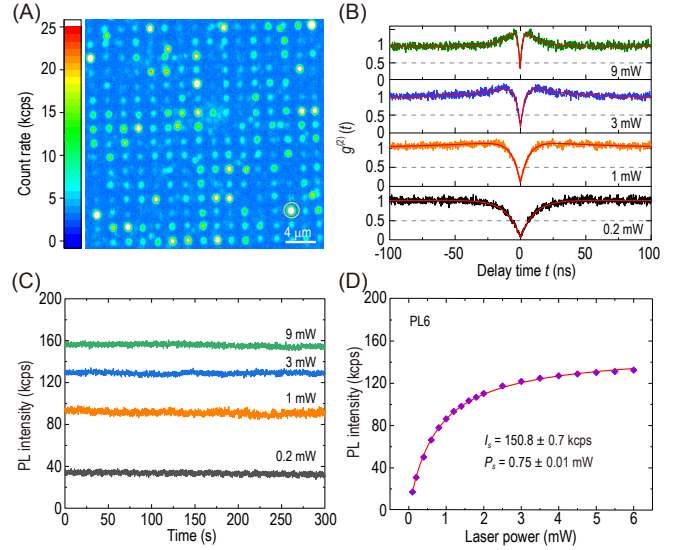 (A)
Count rate (Kcps)
25
20
15
10
5
0
4 μm
(B)
g⁽²⁾(t)
1
0.5
9 mW
0
1
0.5
3 mW
0
1
0.5
1 mW
0
1
0.5
0.2 mW
-100 -50 0 50 100
Delay time t (ns)
(C)
PL intensity (kcps)
200
160
120
80
40
0
9 mW
3 mW
1 mW
0.2 mW
0 50 100 150 200 250 300
Time (s)
(D)
PL intensity (kcps)
200
160
120
80
40
0
PL6
Iₛ = 150.8 ± 0.7 kcps
Pₛ = 0.75 ± 0.01 mW
0 1 2 3 4 5 6
Laser power (mW)